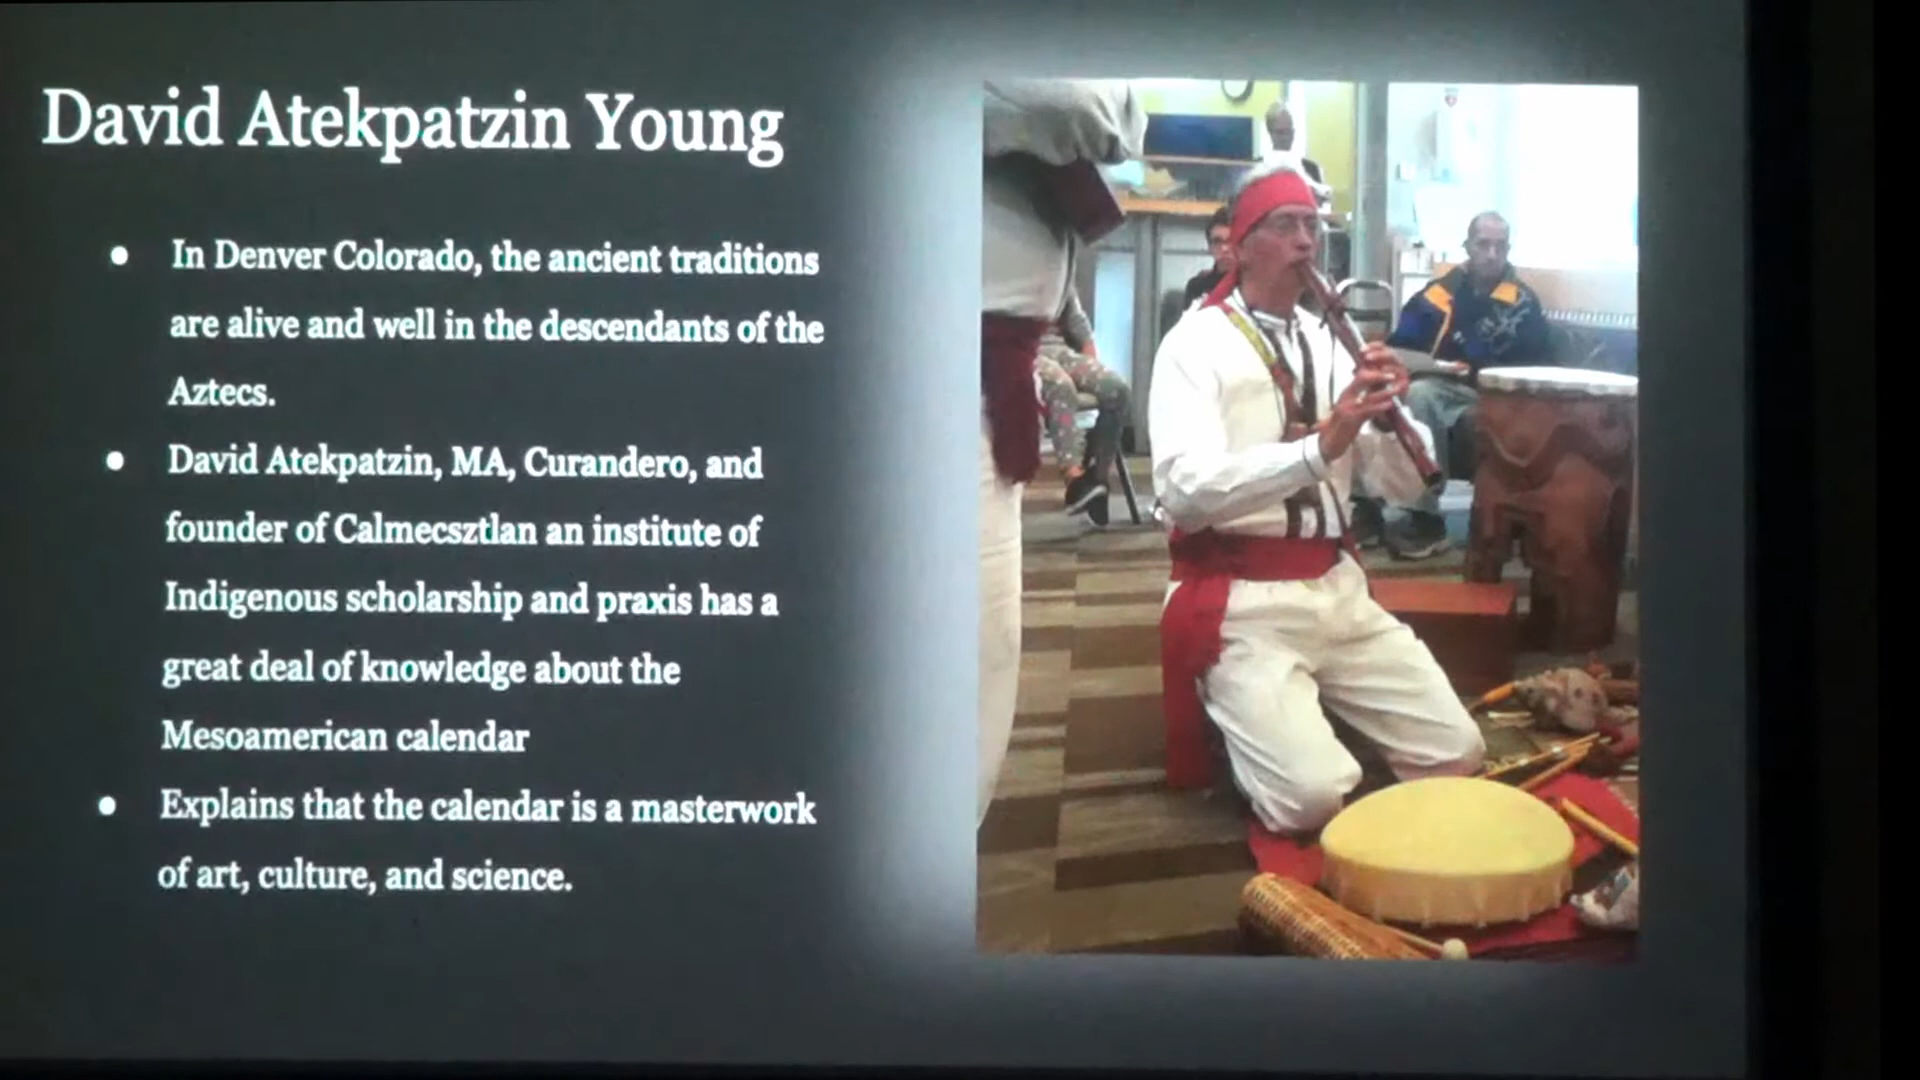 David Atekpatzin Young
• In Denver Colorado, the ancient traditions
are alive and well in the descendants of the
Aztecs.
• David Atekpatzin, MA, Curandero, and
founder of Calmecsztlan an institute of
Indigenous scholarship and praxis has a
great deal of knowledge about the
Mesoamerican calendar
• Explains that the calendar is a masterwork
of art, culture, and science.